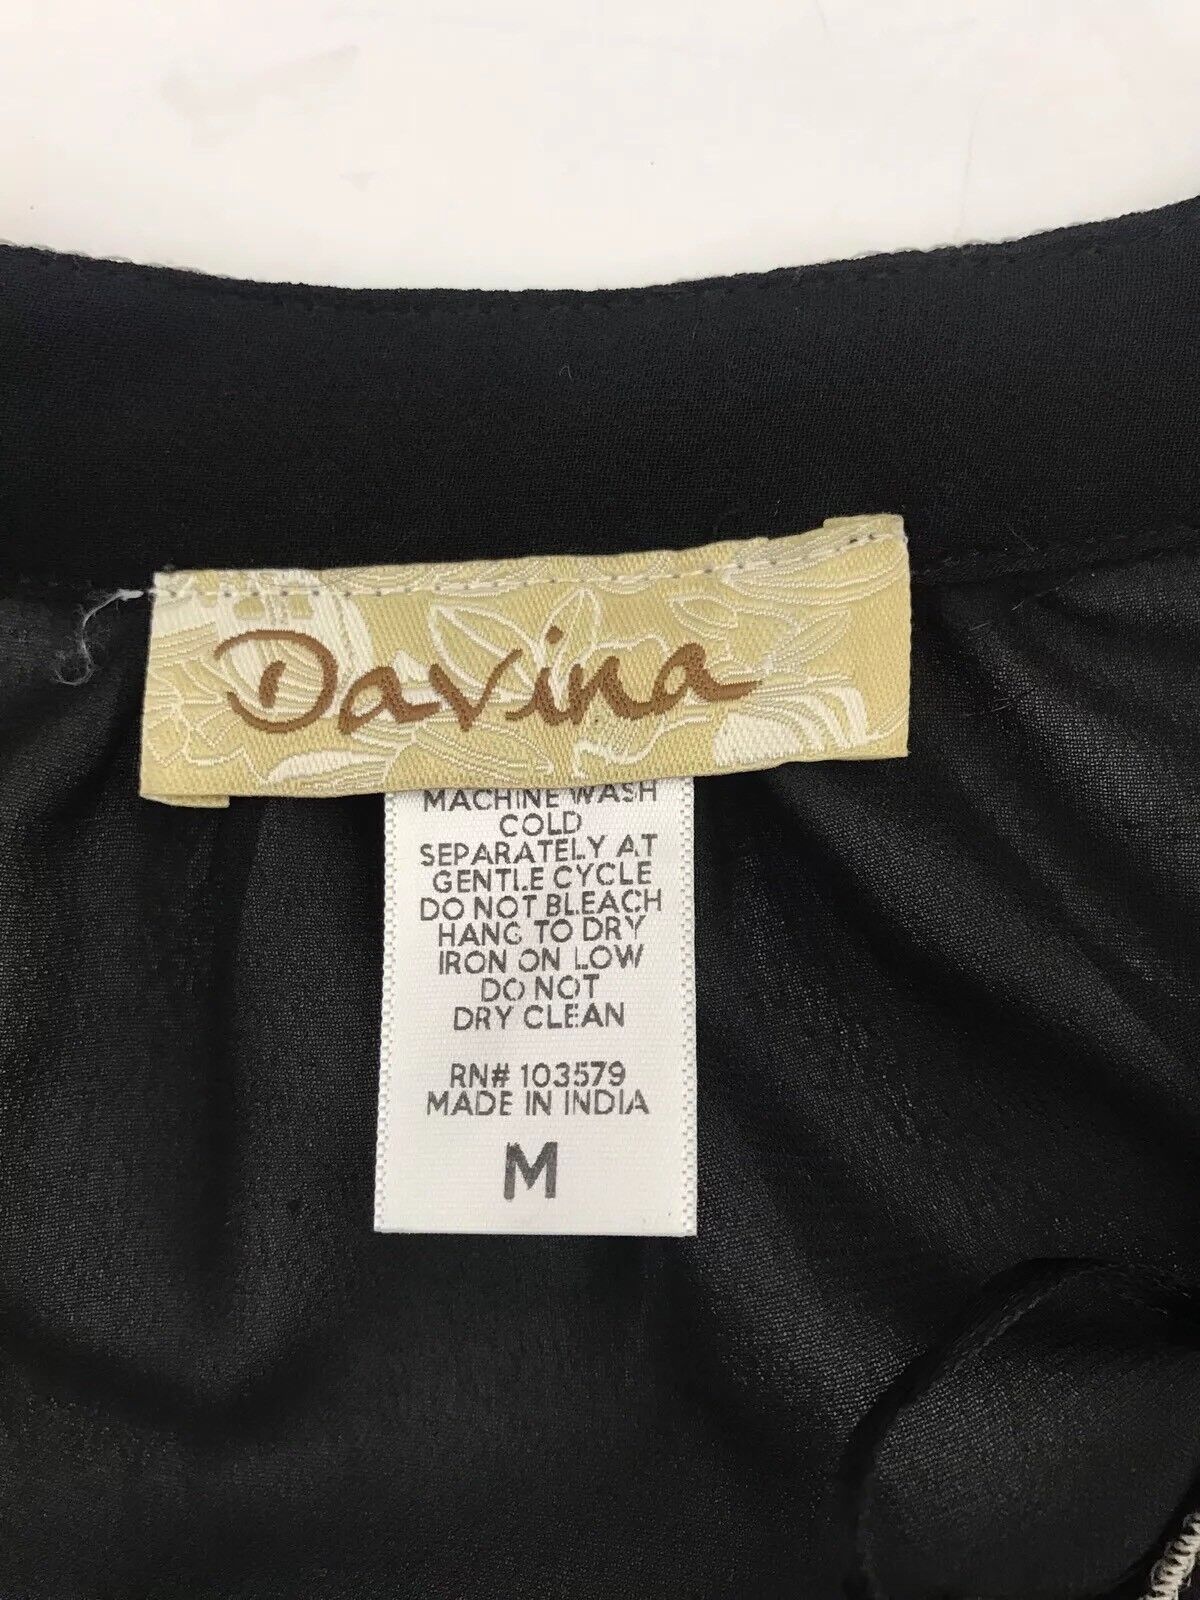 Davina
MACHINE WASH
COLD
SEPARATELY AT
GENTLE CYCLE
DO NOT BLEACH
HANG TO DRY
IRON ON LOW
DO NOT
DRY CLEAN
RN# 103579
MADE IN INDIA
M